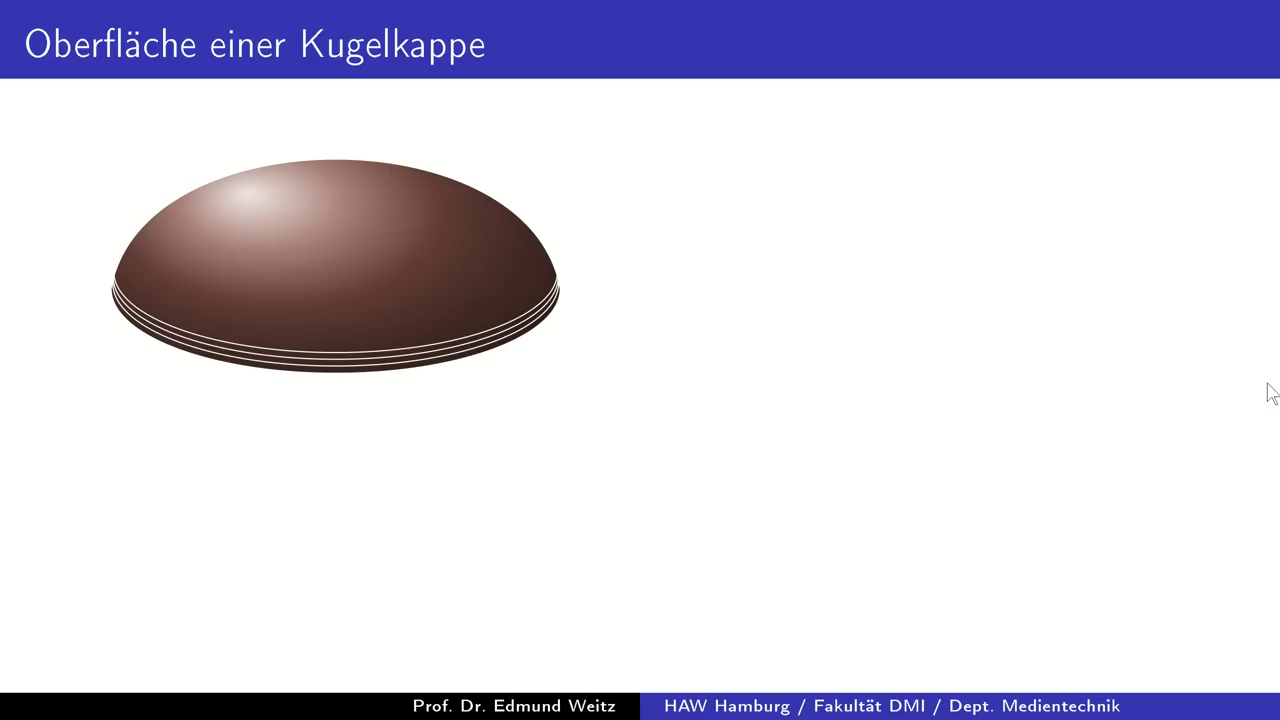 Oberfläche einer Kugelkappe
Prof. Dr. Edmund Weitz
HAW Hamburg / Fakultät DMI / Dept. Medientechnik